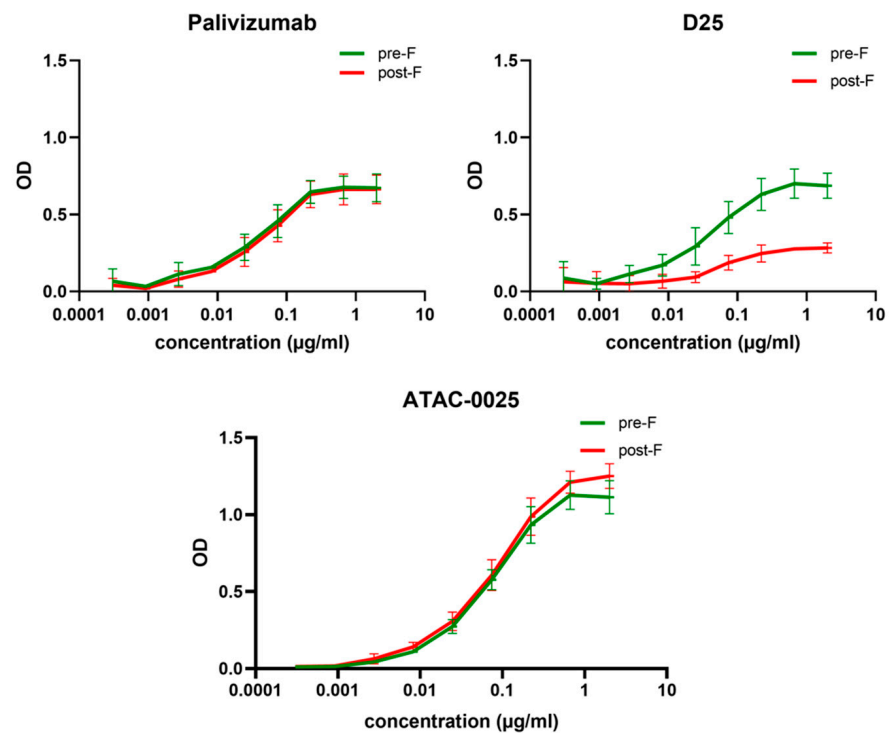 Palivizumab
pre-F
post-F
1.5
1.0
0.5
0.0
OD
0.0001 0.001 0.01 0.1 1 10
concentration (µg/ml)
D25
pre-F
post-F
1.5
1.0
0.5
0.0
OD
0.0001 0.001 0.01 0.1 1 10
concentration (µg/ml)
ATAC-0025
pre-F
post-F
1.5
1.0
0.5
0.0
OD
0.0001 0.001 0.01 0.1 1 10
concentration (µg/ml)